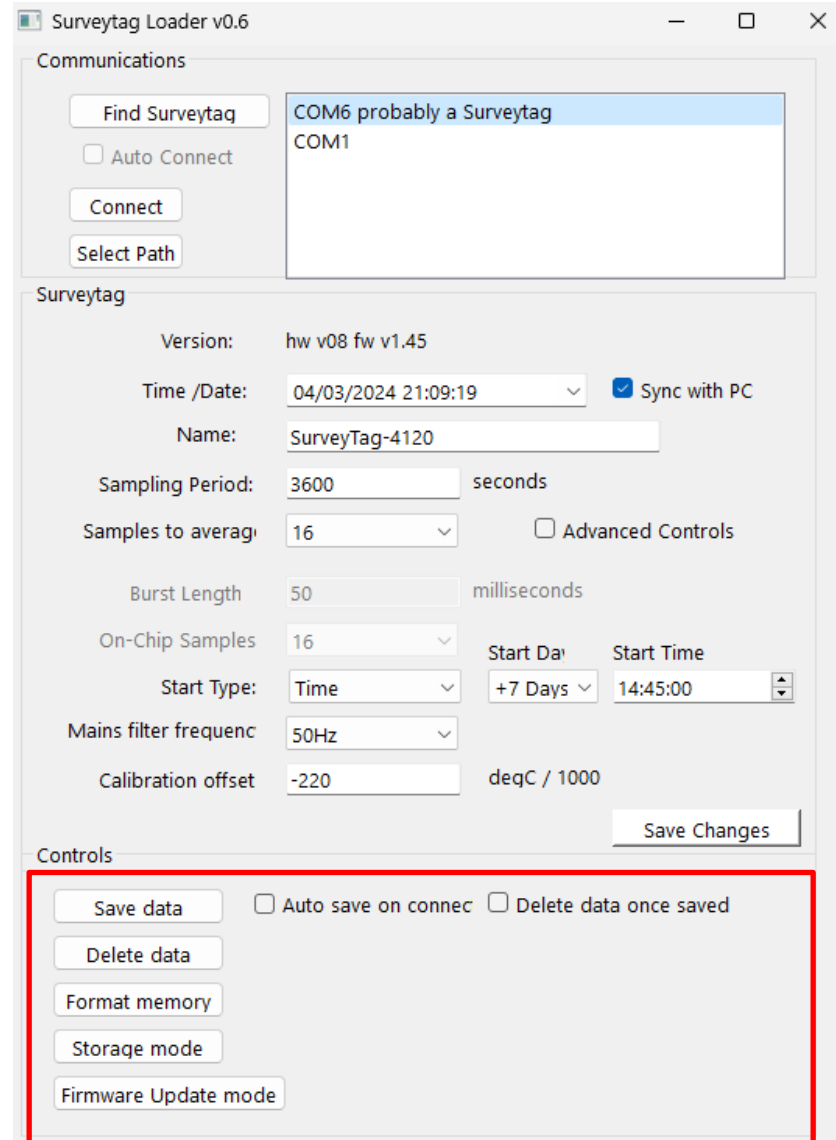 Surveytag Loader v0.6
Communications
Find Surveytag
COM6 probably a Surveytag
COM1
Auto Connect
Connect
Select Path
Surveytag
Version: hw v08 fw v1.45
Time /Date: 04/03/2024 21:09:19 Sync with PC
Name: SurveyTag-4120
Sampling Period: 3600 seconds
Samples to averag 16 Advanced Controls
Burst Length 50 milliseconds
On-Chip Samples 16
Start Da Start Time
Start Type: Time +7 Days 14:45:00
Mains filter frequenc 50Hz
Calibration offset -220 degC / 1000
Save Changes
Controls
Save data Auto save on connec Delete data once saved
Delete data
Format memory
Storage mode
Firmware Update mode